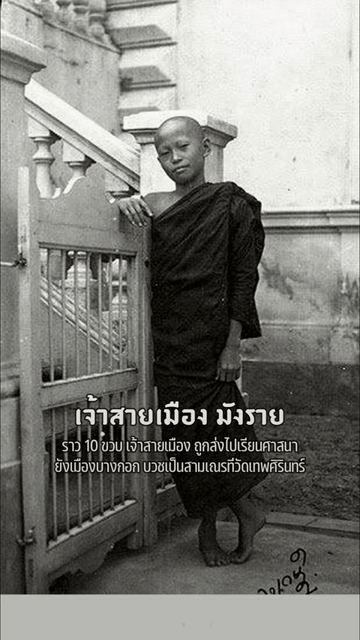 เจ้าสายเมือง มังราย
ราว 10 ขวบ เจ้าสายเมือง ถูกส่งไปเรียนศาสนา
ยังเมืองบางกอก บวชเป็นสามเณรที่วัดเทพศิรินทร์